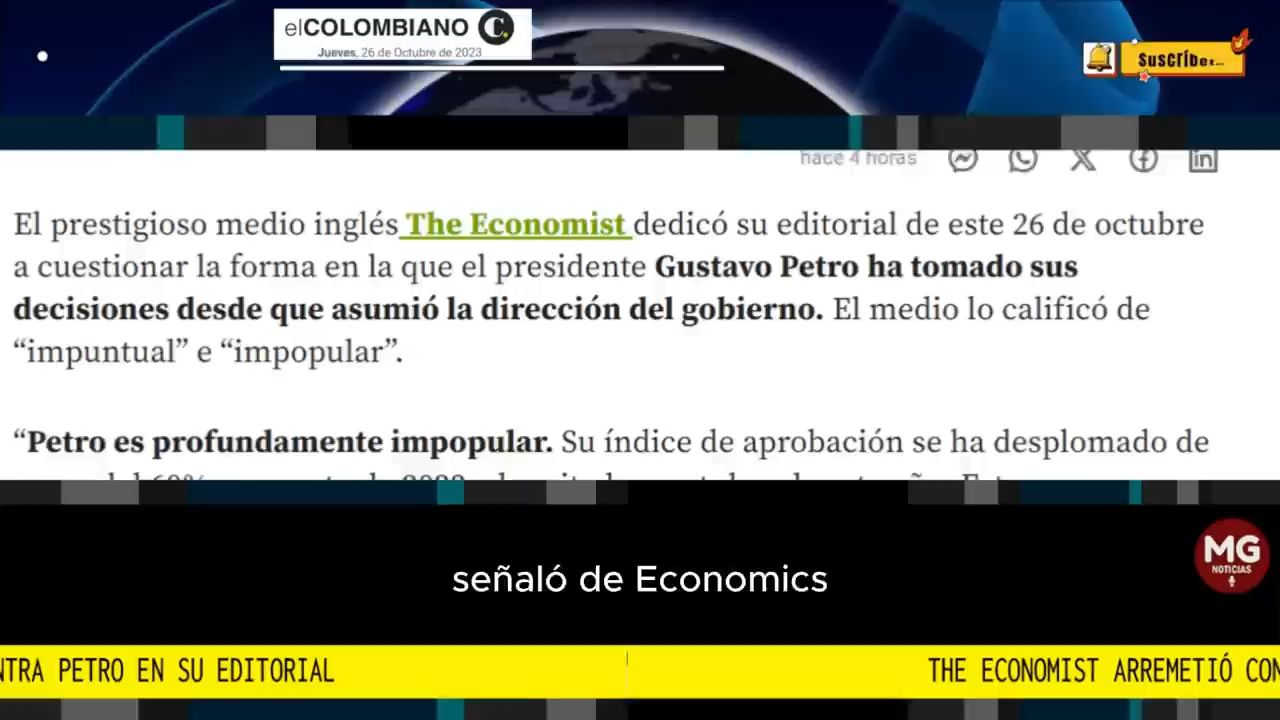 elCOLOMBIANO C.
Jueves, 26 de Octubre de 2023
Suscríbe...
hace 4 horas
El prestigioso medio inglés The Economist dedicó su editorial de este 26 de octubre
a cuestionar la forma en la que el presidente Gustavo Petro ha tomado sus
decisiones desde que asumió la dirección del gobierno. El medio lo calificó de
“impuntual” e “impopular”.
“Petro es profundamente impopular. Su índice de aprobación se ha desplomado de
señaló de Economics
MG
NOTICIAS
NTRA PETRO EN SU EDITORIAL
THE ECONOMIST ARREMETIÓ CON